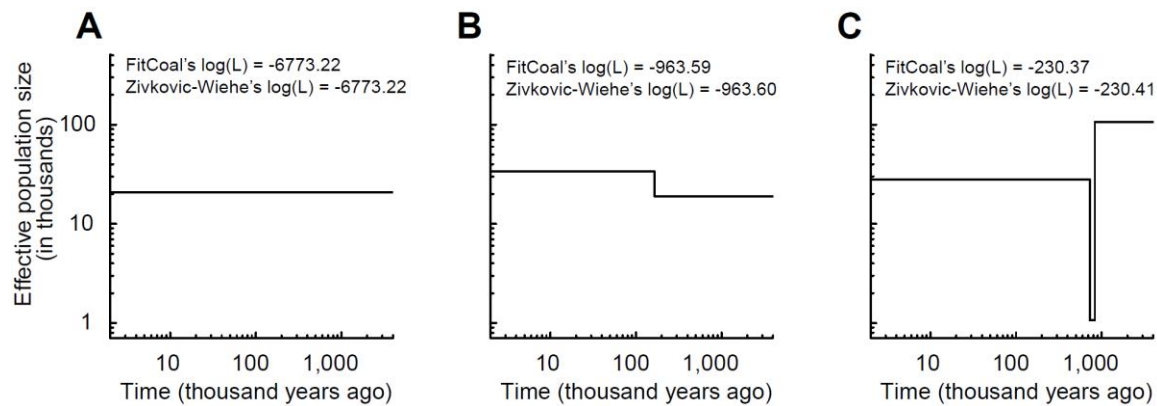 A
B
C
FitCoal's log(L) = -6773.22
Zivkovic-Wiehe's log(L) = -6773.22
FitCoal's log(L) = -963.59
Zivkovic-Wiehe's log(L) = -963.60
FitCoal's log(L) = -230.37
Zivkovic-Wiehe's log(L) = -230.41
Effective population size
(in thousands)
100
10
1
10 100 1,000
10 100 1,000
10 100 1,000
Time (thousand years ago)
Time (thousand years ago)
Time (thousand years ago)